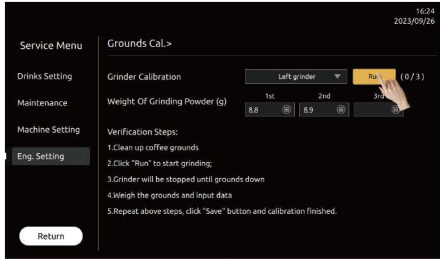 16:24
2023/09/26
Service Menu
Grounds Cal.>
Drinks Setting
Grinder Calibration
Left grinder
(0/3)
Maintenance
Weight Of Grinding Powder (g)
1st
2nd
8.8
8.9
Machine Setting
Verification Steps:
1.Clean up coffee grounds
Eng. Setting
2.Click "Run" to start grinding;
3.Grinder will be stopped until grounds down
4.Weigh the grounds and input data
5.Repeat above steps, click "Save" button and calibration finished.
Return